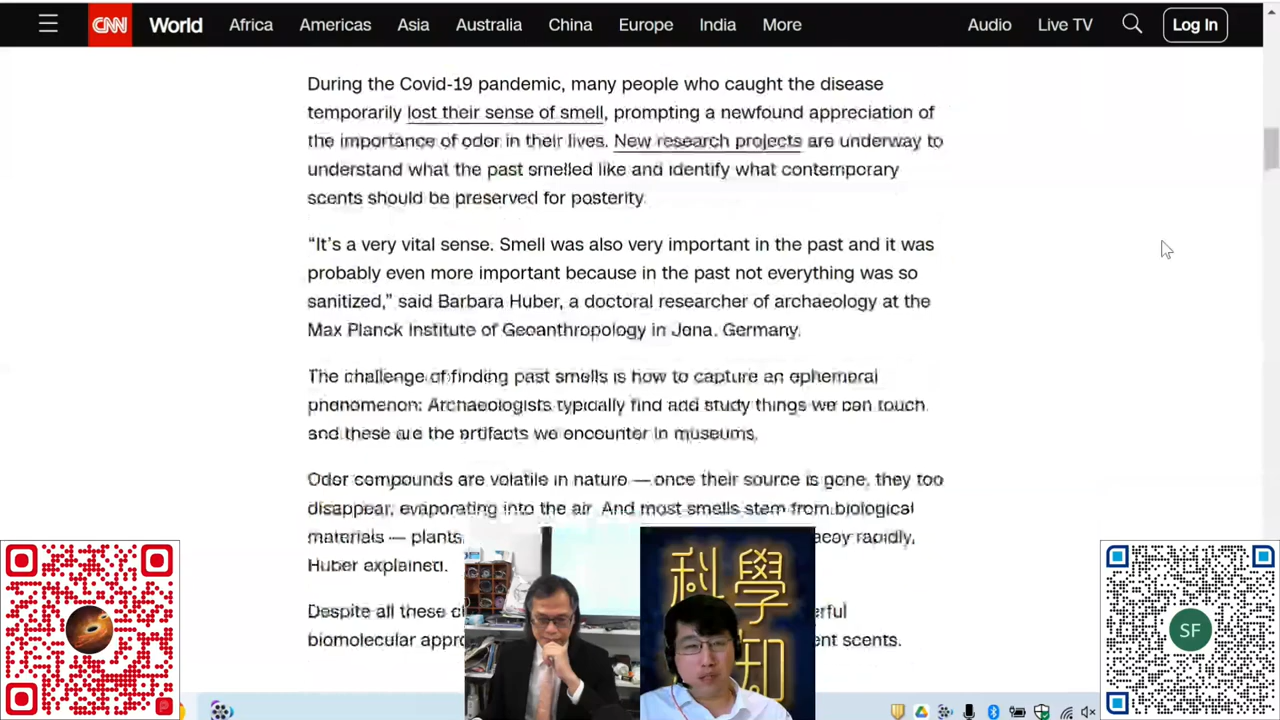 CNN World Africa Americas Asia Australia China Europe India More Audio Live TV Log In
During the Covid-19 pandemic, many people who caught the disease
temporarily lost their sense of smell, prompting a newfound appreciation of
the importance of odor in their lives. New research projects are underway to
understand what the past smelled like and identify what contemporary
scents should be preserved for posterity.
“It’s a very vital sense. Smell was also very important in the past and it was
probably even more important because in the past not everything was so
sanitized,” said Barbara Huber, a doctoral researcher of archaeology at the
Max Planck Institute of Geoanthropology in Jena, Germany.
The challenge of finding past smells is how to capture an ephemeral
phenomenon: Archaeologists typically find and study things we can touch
and these are the artifacts we encounter in museums.
Odor compounds are volatile in nature — once their source is gone, they too
disappear, evaporating into the air. And most smells stem from biological
materials — plants, rapidly,
Huber explained.
Despite all these
biomolecular scents.
科學
知
SF